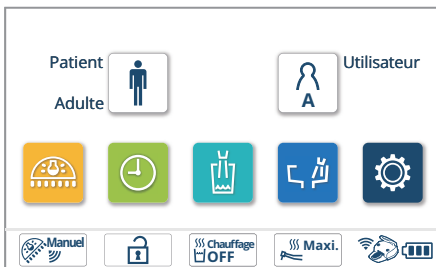 Patient
Utilisateur
Adulte
A
Manuel
Chauffage
OFF
Maxi.